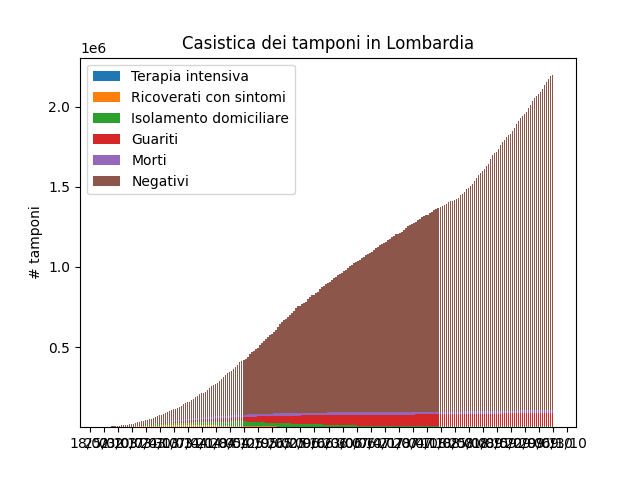 Casistica dei tamponi in Lombardia
1e6
Terapia intensiva
Ricoverati con sintomi
Isolamento domiciliare
Guariti
Morti
Negativi
2.0
1.5
1.0
0.5
# tamponi